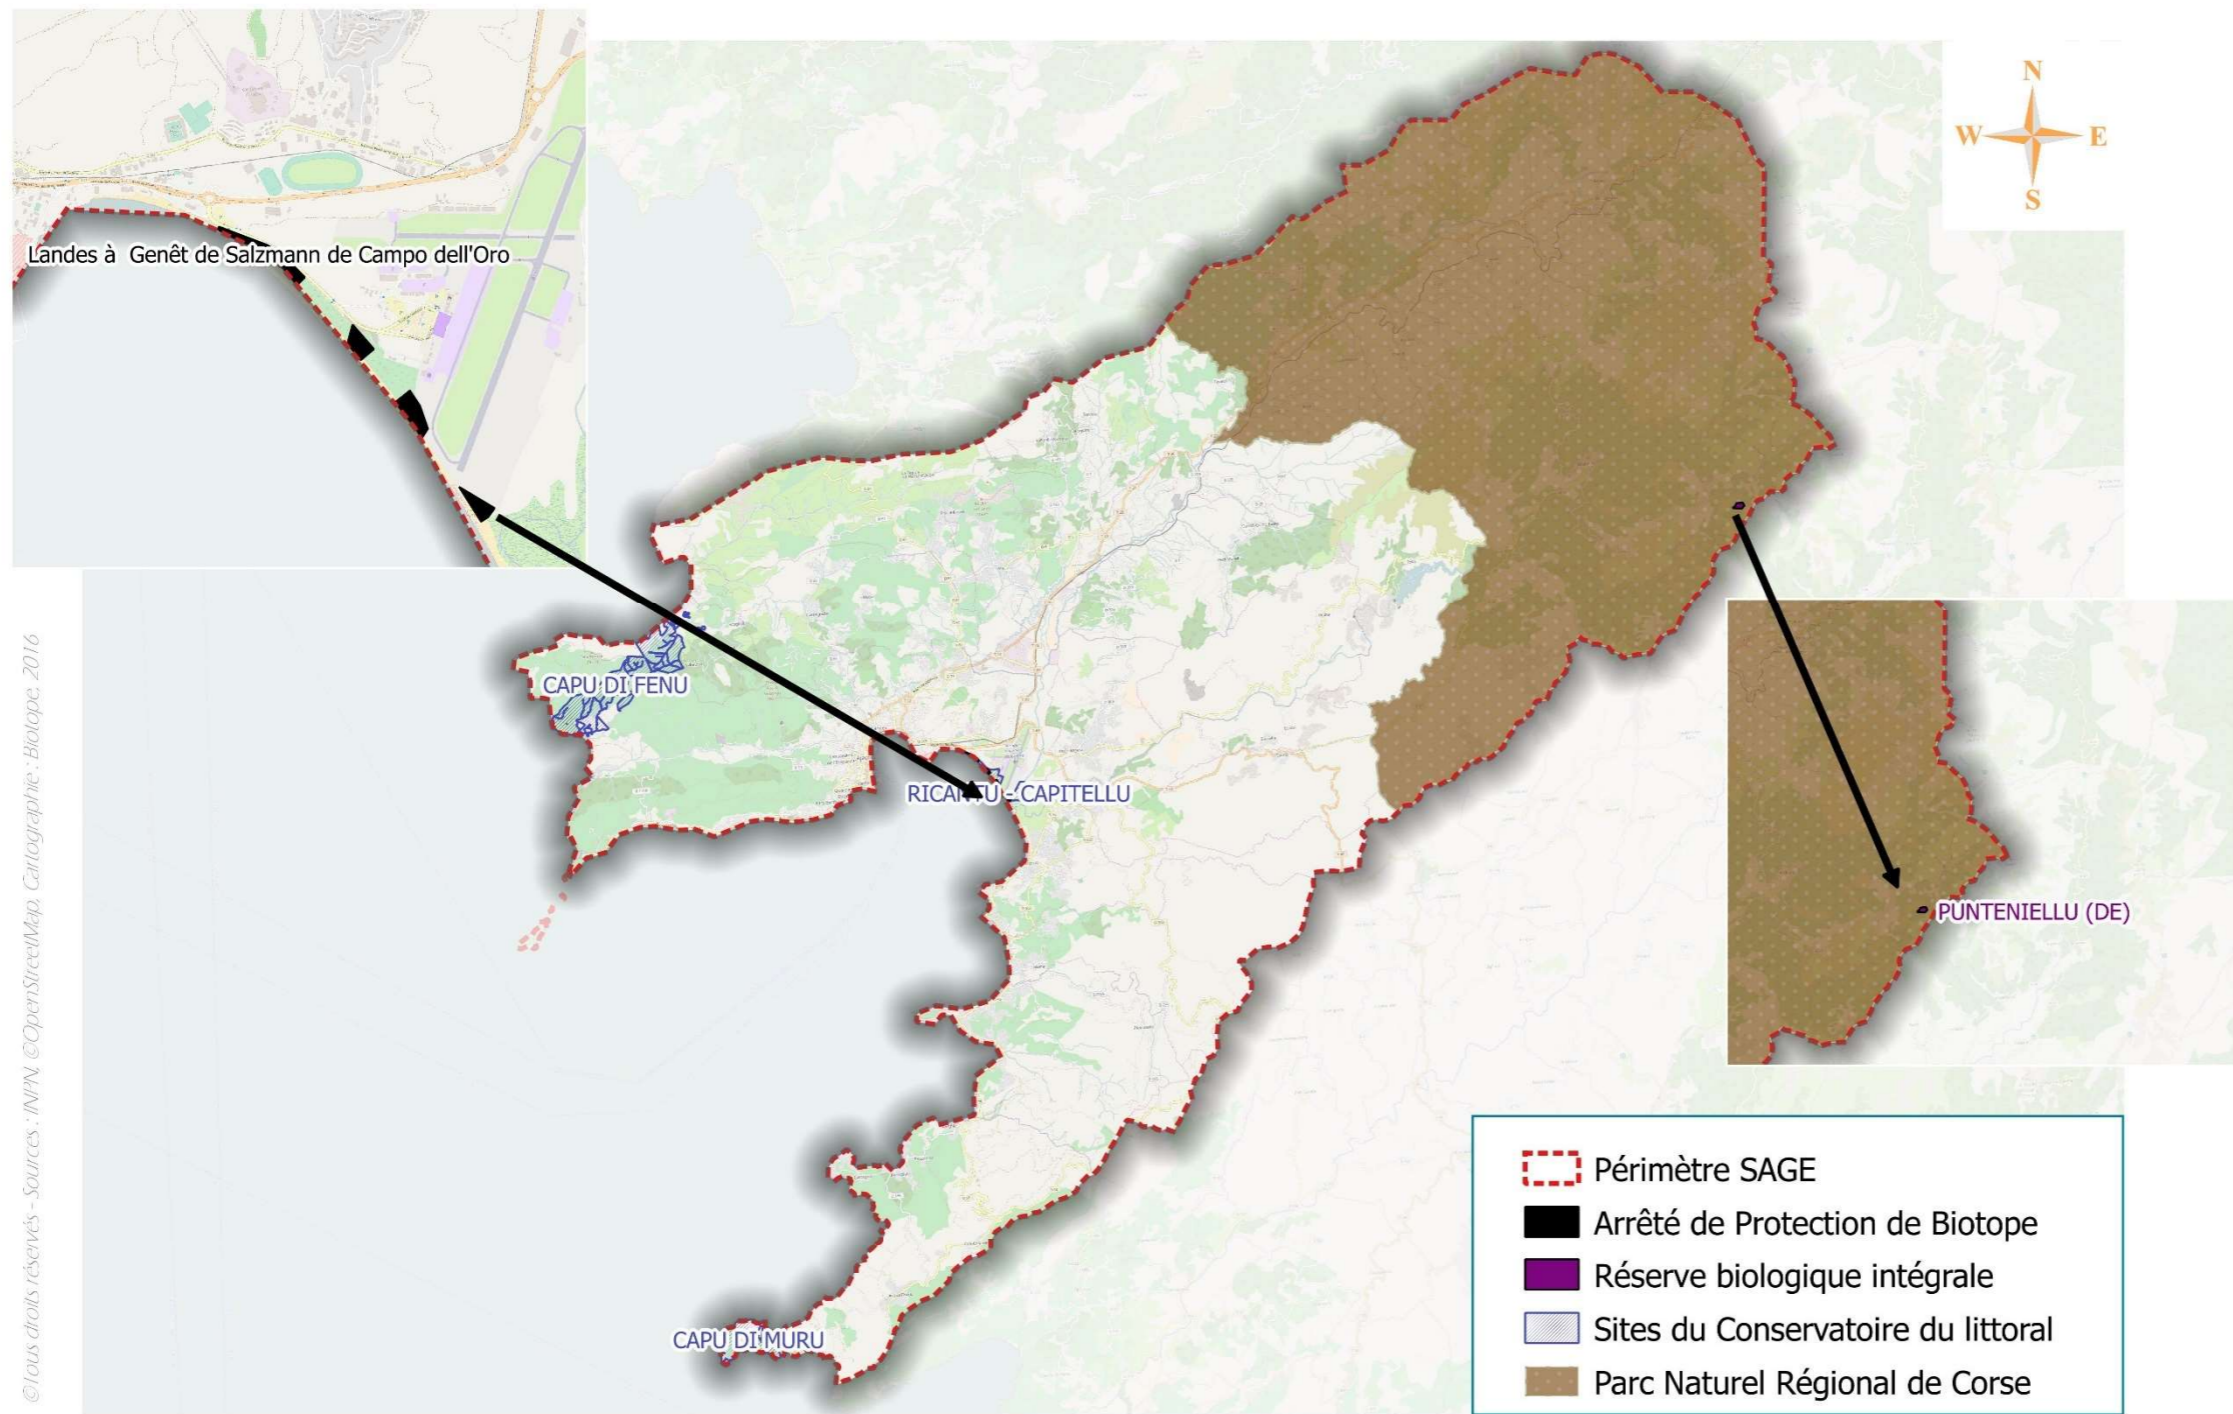 N
W E
S
Landes à Genêt de Salzmann de Campo dell'Oro
CAPU DI FENU
RICANTU - CAPITELLU
PUNTENIELLU (DE)
CAPU DI MURU
Périmètre SAGE
Arrêté de Protection de Biotope
Réserve biologique intégrale
Sites du Conservatoire du littoral
Parc Naturel Régional de Corse
©Tous droits réservés - Sources : INPN, ©OpenStreetMap, Cartographie : Biotope, 2016